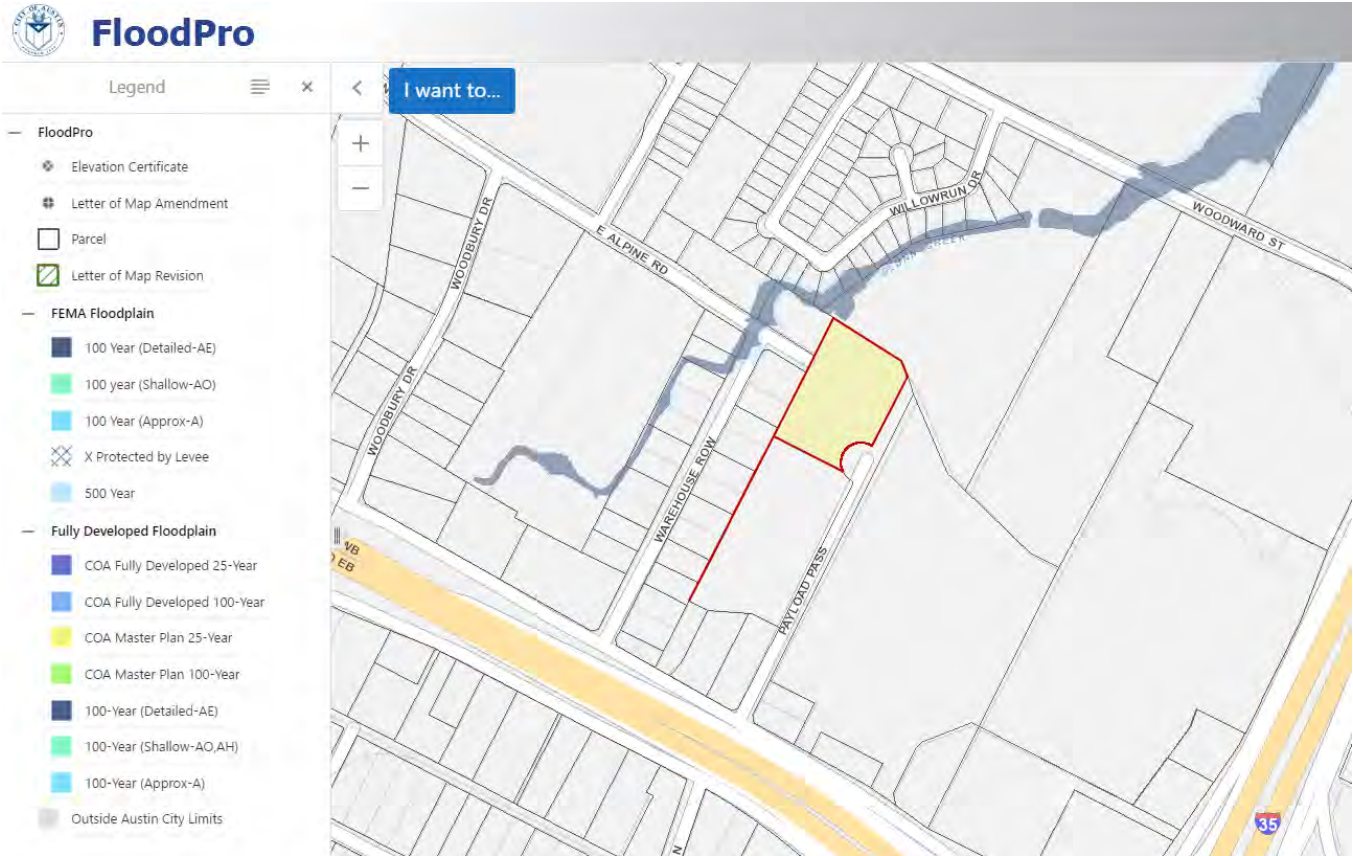 CITY OF AUSTIN
FloodPro
Legend
I want to...
FloodPro
Elevation Certificate
Letter of Map Amendment
Parcel
Letter of Map Revision
FEMA Floodplain
100 Year (Detailed-AE)
100 year (Shallow-AO)
100 Year (Approx-A)
X Protected by Levee
500 Year
Fully Developed Floodplain
COA Fully Developed 25-Year
COA Fully Developed 100-Year
COA Master Plan 25-Year
COA Master Plan 100-Year
100-Year (Detailed-AE)
100-Year (Shallow-AO,AH)
100-Year (Approx-A)
Outside Austin City Limits
WOODBURY DR
WOODBURY DR
E ALPINE RD
WILLOWRUN DR
WOODWARD ST
WAREHOUSE ROW
PAYLOAD PASS
WB
EB
35
N